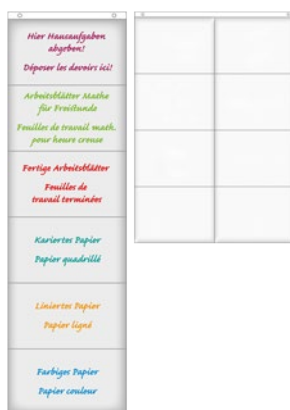 Hier Hausaufgaben
abgeben!
Déposer les devoirs ici!
Arbeitsblätter Mathe
für Freistunde
Feuilles de travail math.
pour heure creuse
Fertige Arbeitsblätter
Feuilles de
travail terminées
Kariertes Papier
Papier quadrillé
Liniertes Papier
Papier ligné
Farbiges Papier
Papier couleur